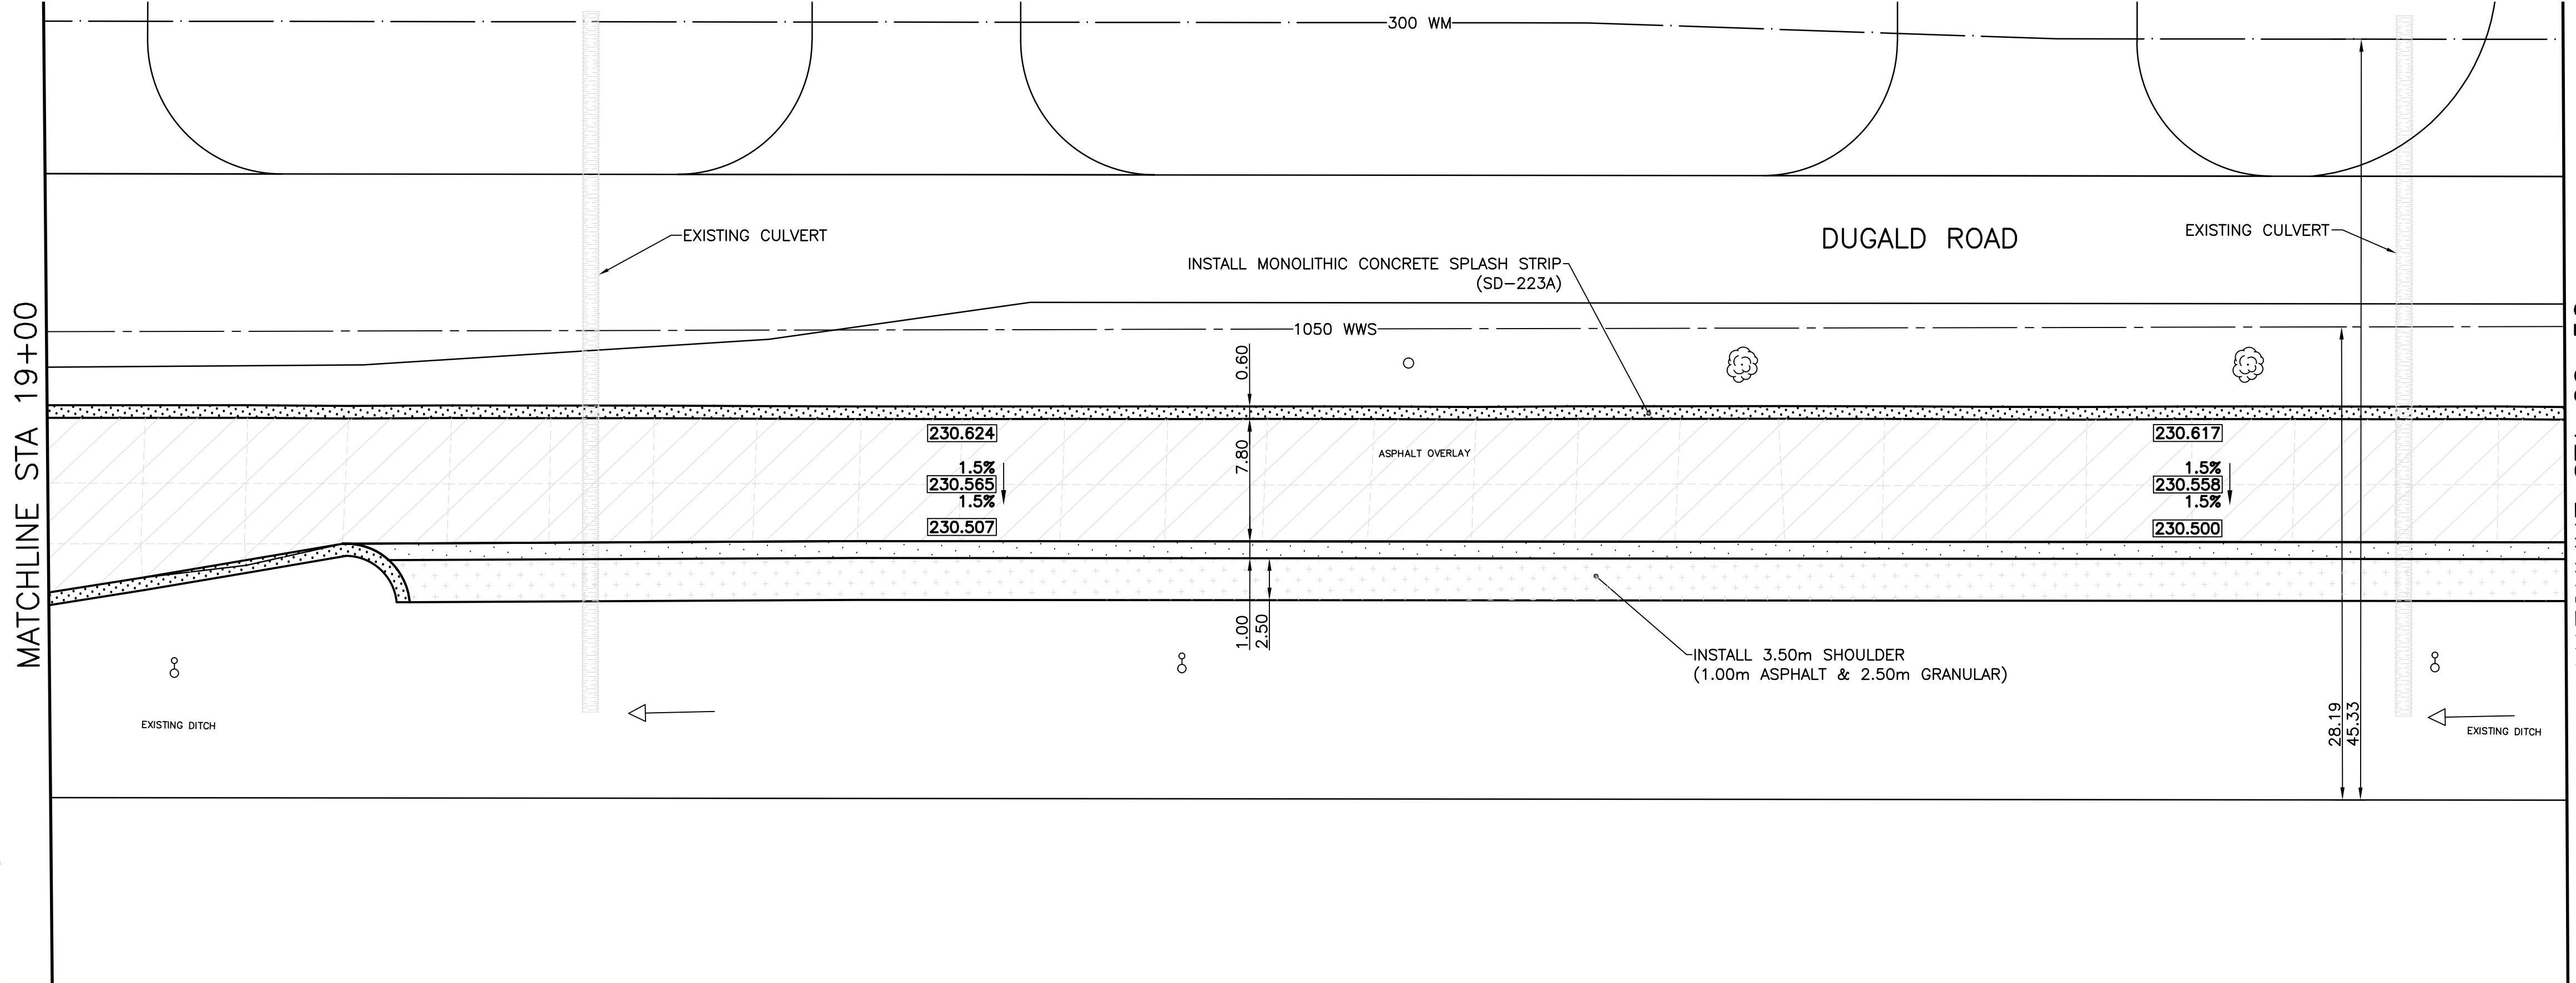 300 WM
EXISTING CULVERT
DUGALD ROAD
EXISTING CULVERT
INSTALL MONOLITHIC CONCRETE SPLASH STRIP
(SD-223A)
MATCHLINE STA 19+00
1050 WWS
0.60
230.624
7.80
ASPHALT OVERLAY
230.617
1.5%
230.565
1.5%
1.5%
230.558
1.5%
230.507
230.500
1.00
2.50
INSTALL 3.50m SHOULDER
(1.00m ASPHALT & 2.50m GRANULAR)
28.19
45.33
EXISTING DITCH
EXISTING DITCH